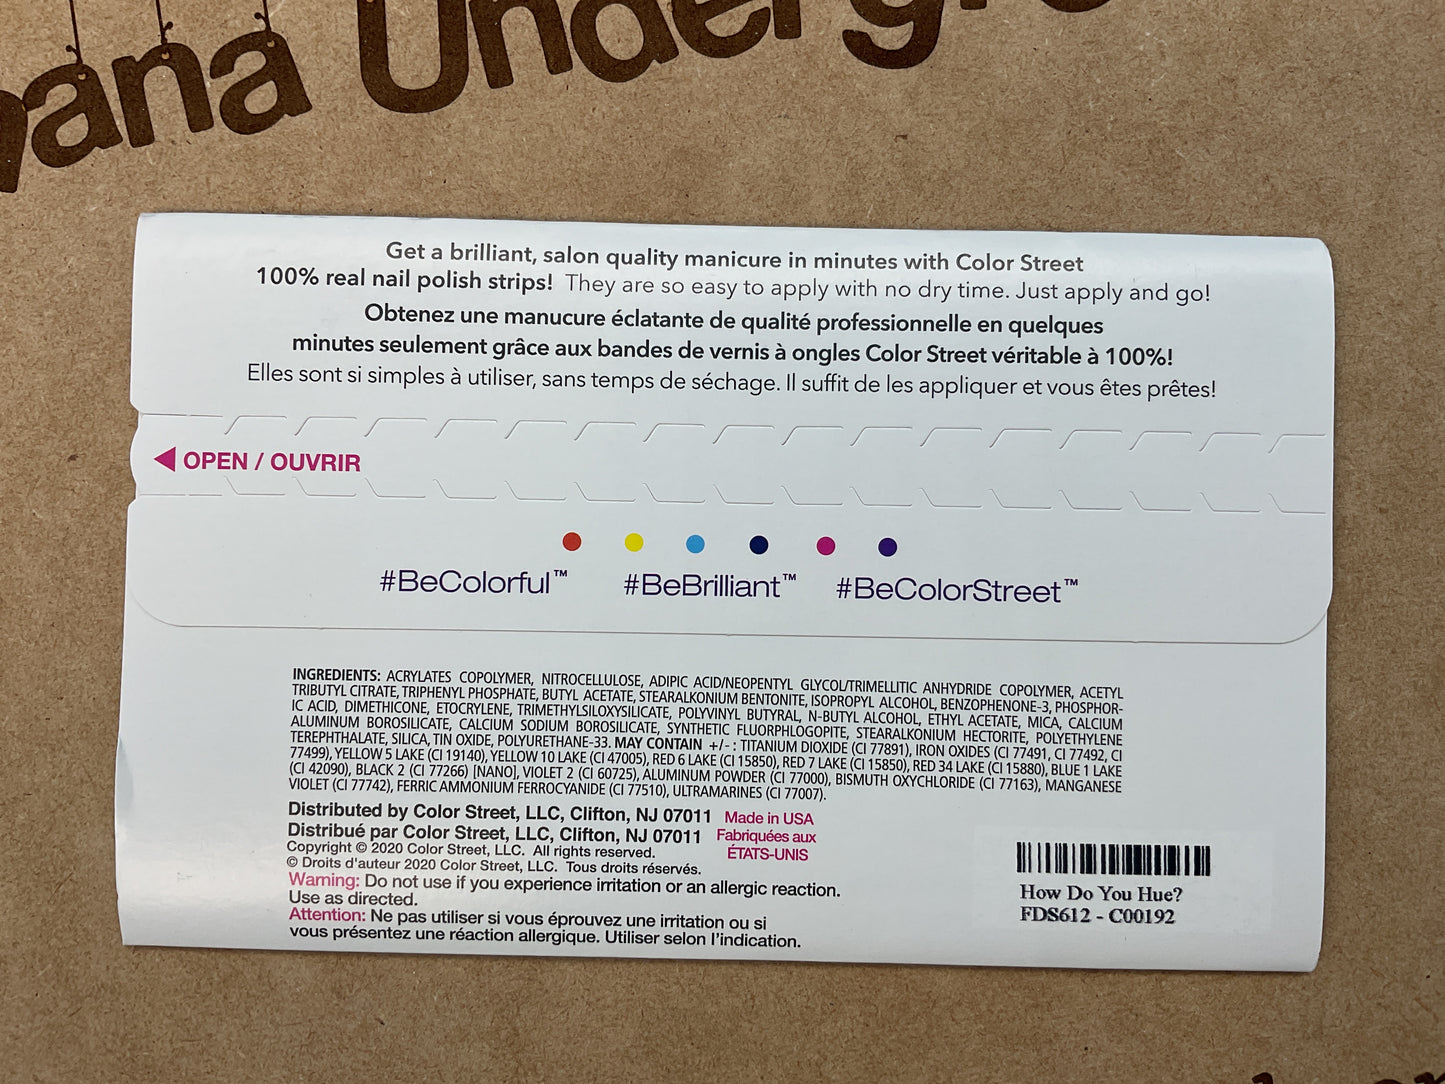 ana Undergr
Get a brilliant, salon quality manicure in minutes with Color Street
100% real nail polish strips! They are so easy to apply with no dry time. Just apply and go!
Obtenez une manucure éclatante de qualité professionnelle en quelques
minutes seulement grâce aux bandes de vernis à ongles Color Street véritable à 100%!
Elles sont si simples à utiliser, sans temps de séchage. Il suffit de les appliquer et vous êtes prêtes!
OPEN / OUVRIR
#BeColorful™ #BeBrilliant™ #BeColorStreet™
INGREDIENTS: ACRYLATES COPOLYMER, NITROCELLULOSE, ADIPIC ACID/NEOPENTYL GLYCOL/TRIMELLITIC ANHYDRIDE COPOLYMER, ACETYL
TRIBUTYL CITRATE, TRIPHENYL PHOSPHATE, BUTYL ACETATE, STEARALKONIUM BENTONITE, ISOPROPYL ALCOHOL, BENZOPHENONE-3, PHOSPHOR-
IC ACID, DIMETHICONE, ETOCRYLENE, TRIMETHYLSILOXYSILICATE, POLYVINYL BUTYRAL, N-BUTYL ALCOHOL, ETHYL ACETATE, MICA, CALCIUM
ALUMINUM BOROSILICATE, CALCIUM SODIUM BOROSILICATE, SYNTHETIC FLUORPHLOGOPITE, STEARALKONIUM HECTORITE, POLYETHYLENE
TEREPHTHALATE, SILICA, TIN OXIDE, POLYURETHANE-33. MAY CONTAIN +/- : TITANIUM DIOXIDE (CI 77891), IRON OXIDES (CI 77491, CI 77492, CI
77499), YELLOW 5 LAKE (CI 19140), YELLOW 10 LAKE (CI 47005), RED 6 LAKE (CI 15850), RED 7 LAKE (CI 15850), RED 34 LAKE (CI 15880), BLUE 1 LAKE
(CI 42090), BLACK 2 (CI 77266) [NANO], VIOLET 2 (CI 60725), ALUMINUM POWDER (CI 77000), BISMUTH OXYCHLORIDE (CI 77163), MANGANESE
VIOLET (CI 77742), FERRIC AMMONIUM FERROCYANIDE (CI 77510), ULTRAMARINES (CI 77007).
Distributed by Color Street, LLC, Clifton, NJ 07011
Distribué par Color Street, LLC, Clifton, NJ 07011
Made in USA
Fabriquées aux
ÉTATS-UNIS
Copyright © 2020 Color Street, LLC. All rights reserved.
© Droits d'auteur 2020 Color Street, LLC. Tous droits réservés.
Warning: Do not use if you experience irritation or an allergic reaction.
Use as directed.
Attention: Ne pas utiliser si vous éprouvez une irritation ou si
vous présentez une réaction allergique. Utiliser selon l'indication.
How Do You Hue?
FDS612 - C00192